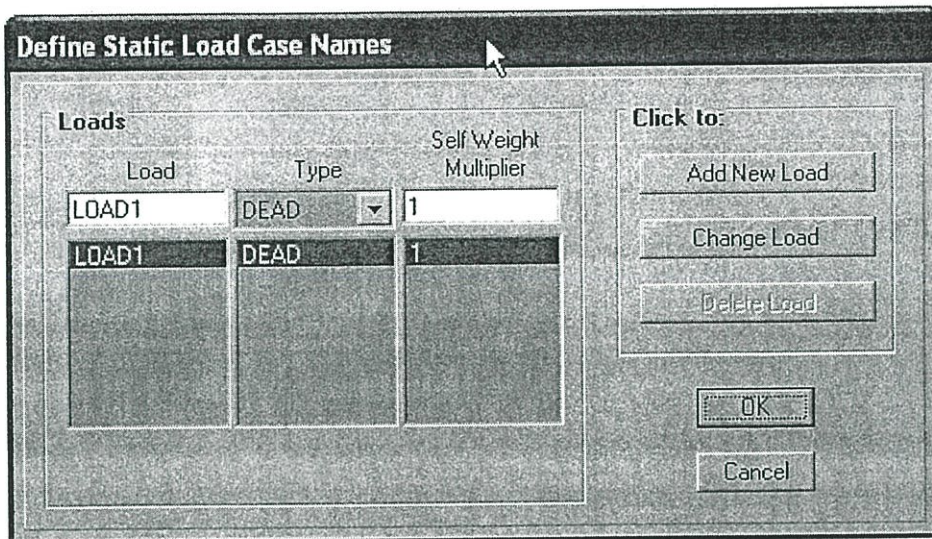 Define Static Load Case Names
Loads
Load
Type
Self Weight
Multiplier
LOAD1
DEAD
1
LOAD1
DEAD
1
Click to:
Add New Load
Change Load
Delete Load
OK
Cancel